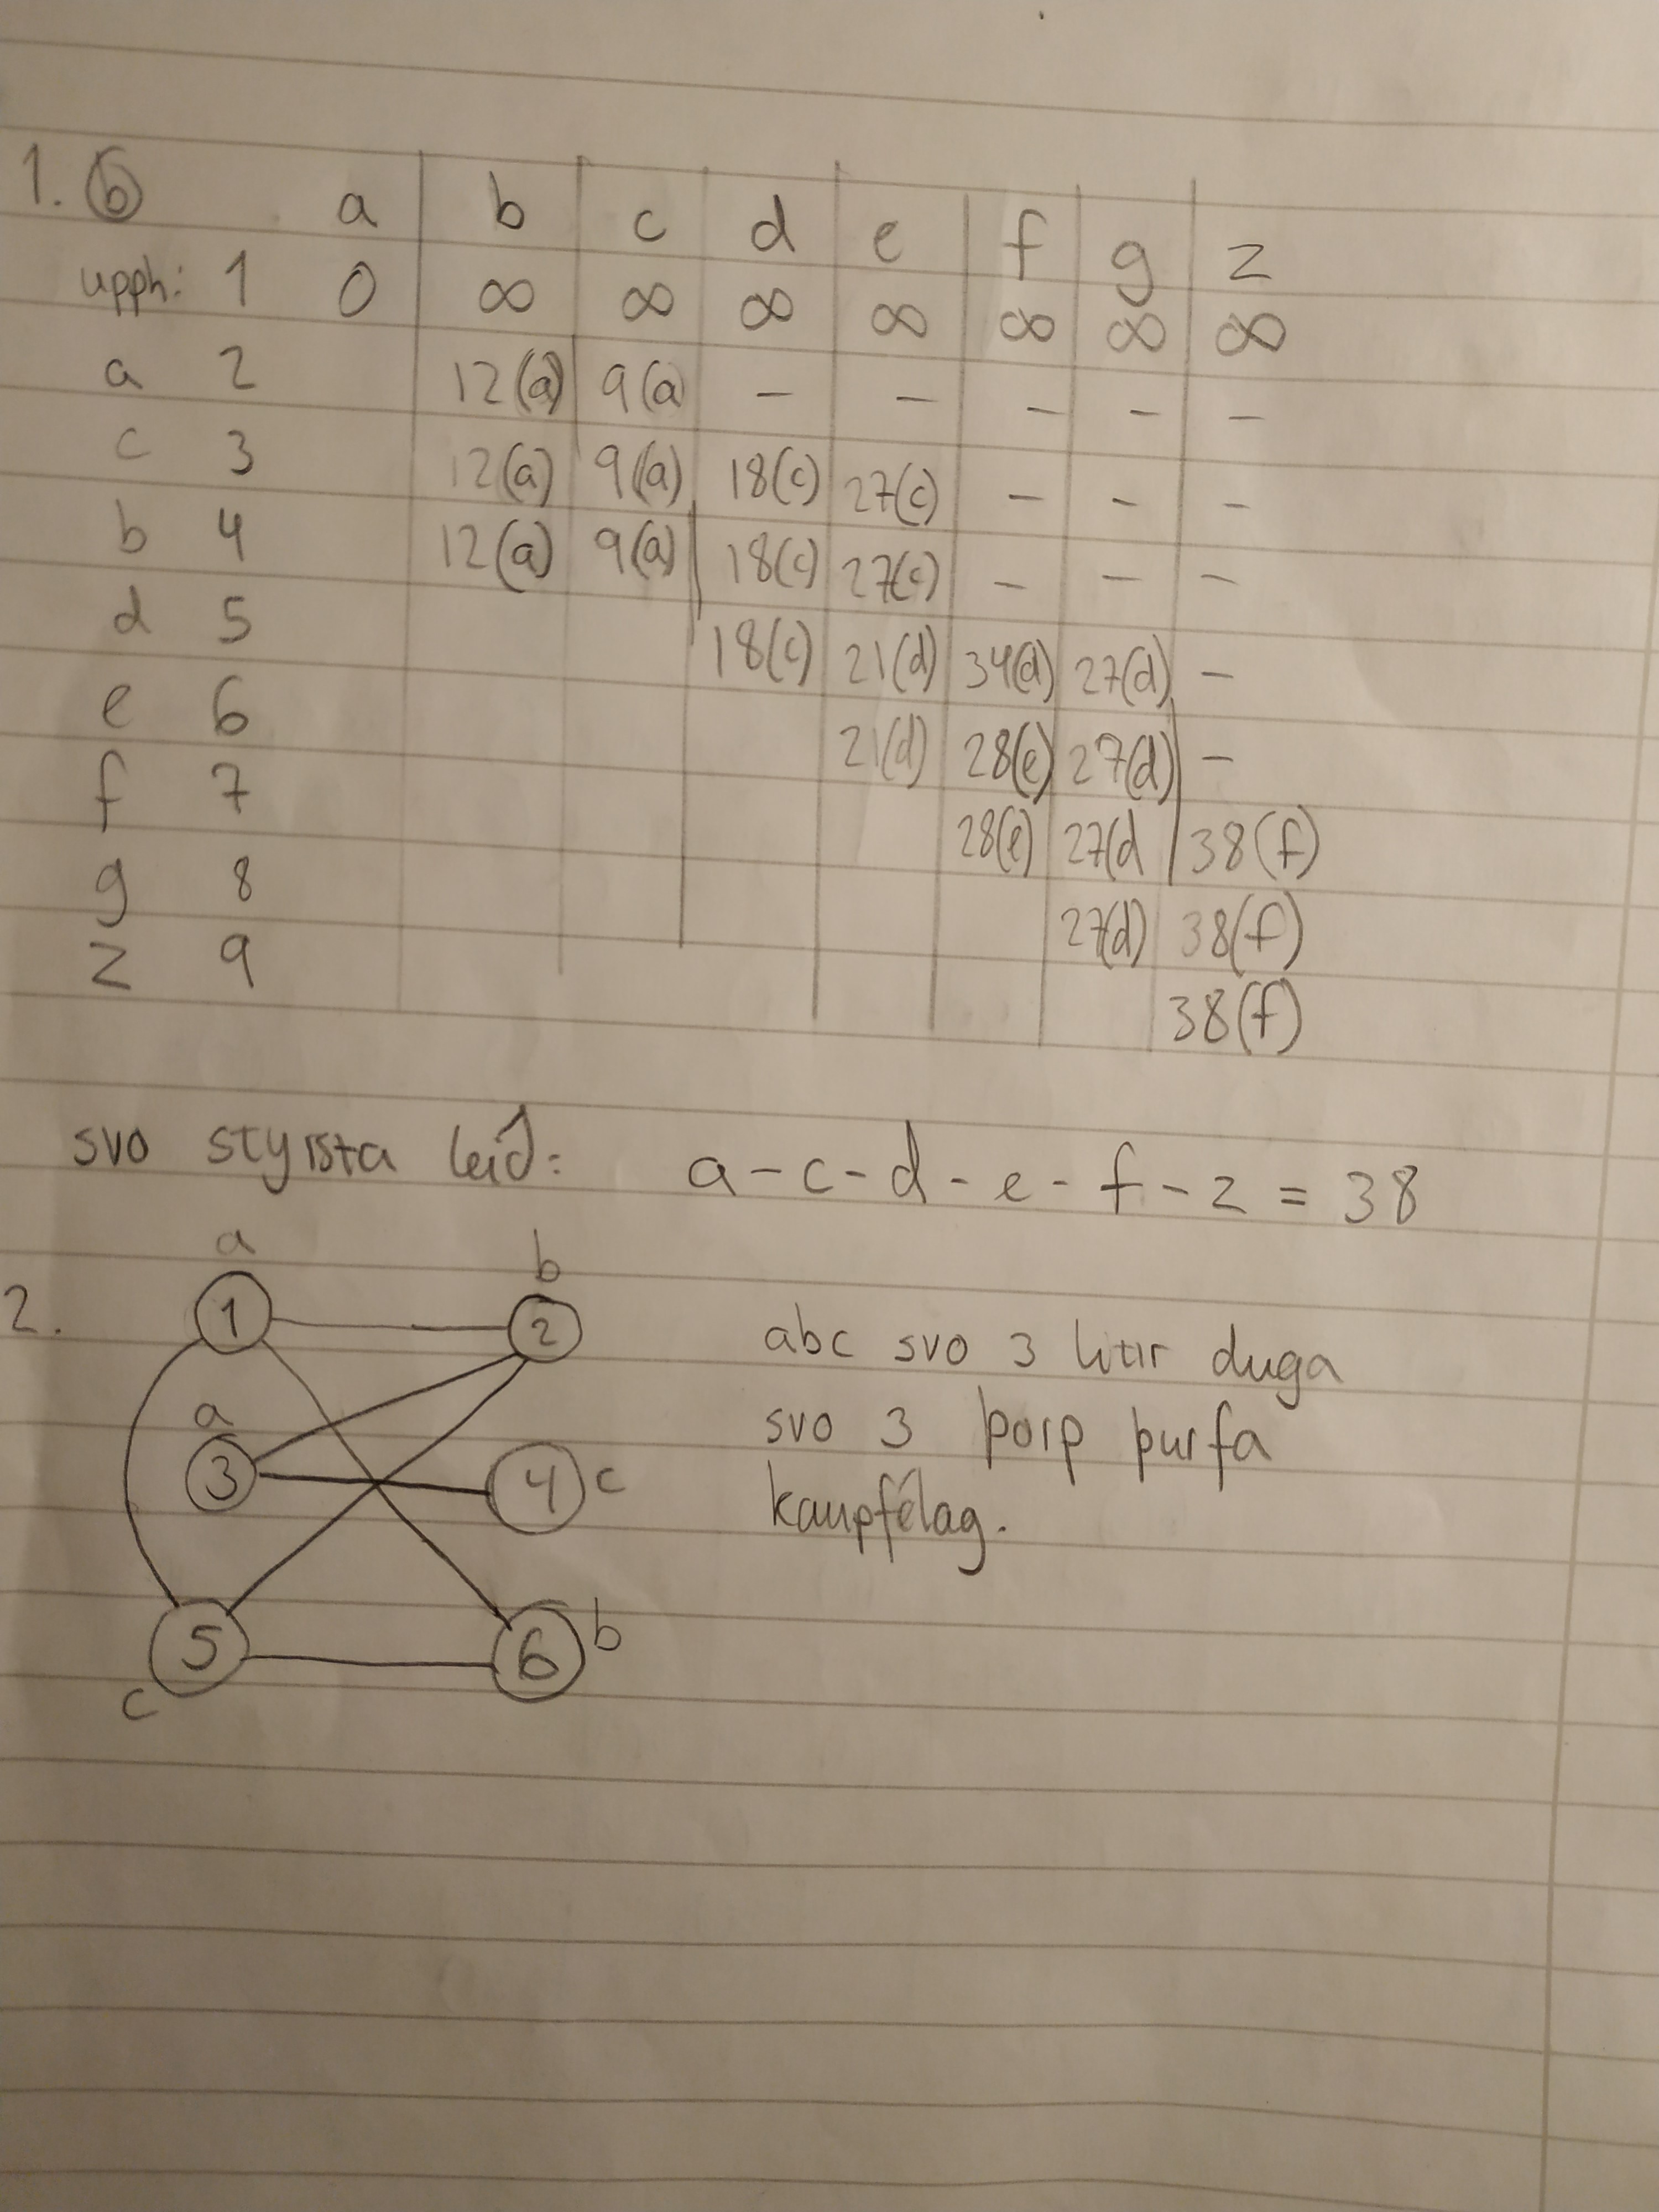 1. ⓑ a b c d e f g z
upph: 1 0 ∞ ∞ ∞ ∞ ∞ ∞ ∞
a 2 12(a) 9(a - - - - -
c 3 12(a) 9(a) 18(c) 27(c) - - -
b 4 12(a) 9(a) 18(c) 27(c) - - -
d 5 18(c) 21(d) 34(d) 27(d) -
e 6 21(d) 28(e) 27(d) -
f 7 28(e) 27(d 38(f)
g 8 27(d) 38(f)
z 9 38(f)
svo styrsta leið: a-c-d-e-f-z = 38
2.
a b
1 2
a
3 4 c
5 6 b
c
abc svo 3 litir duga
svo 3 þorp þurfa
kaupfélag.